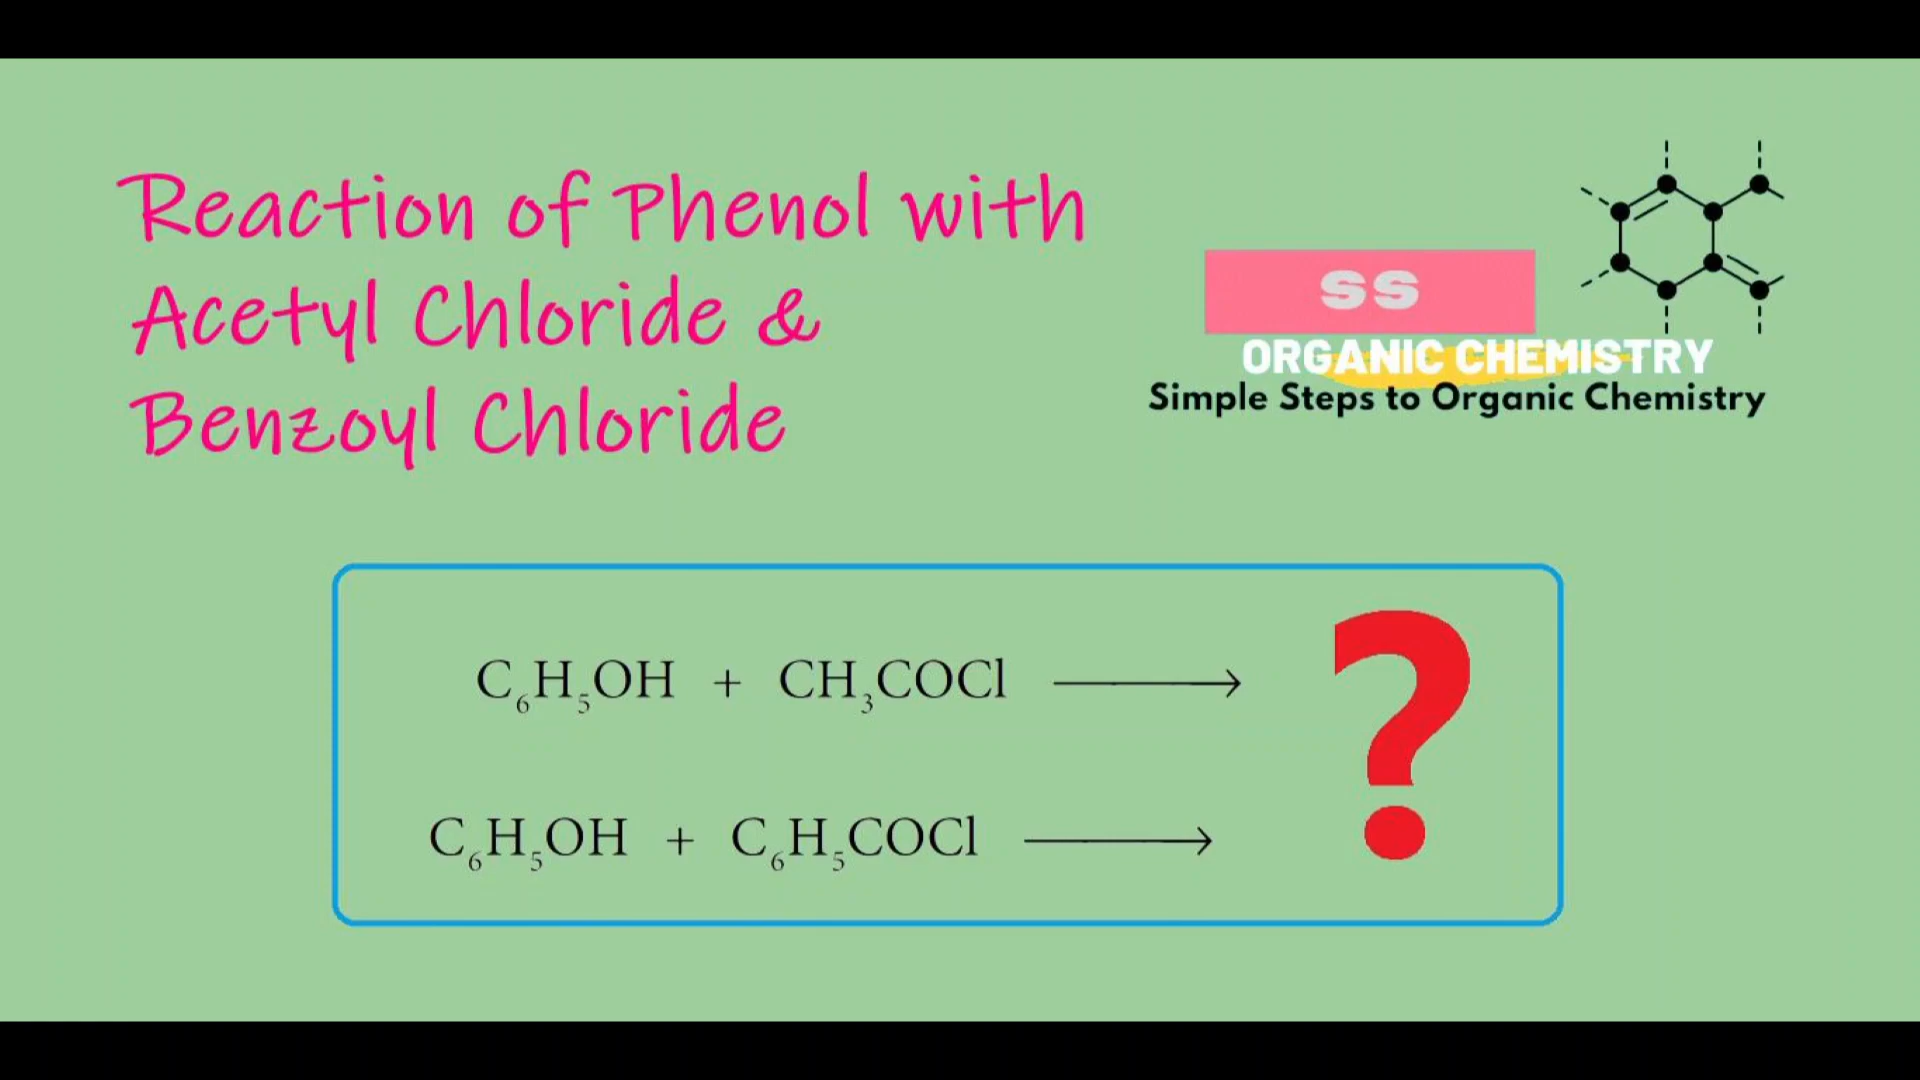 Reaction of Phenol with
Acetyl Chloride &
Benzoyl Chloride
SS
ORGANIC CHEMISTRY
Simple Steps to Organic Chemistry
C₆H₅OH + CH₃COCl ⟶
?
C₆H₅OH + C₆H₅COCl ⟶